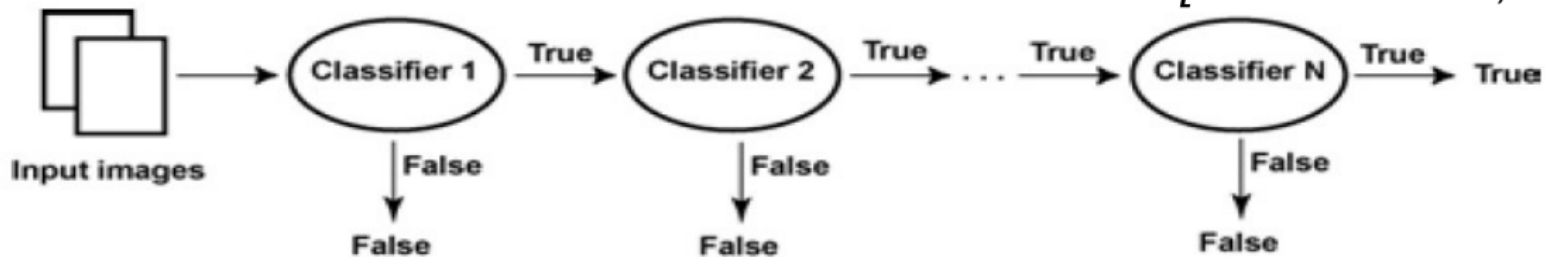 Classifier 1 True Classifier 2 True ... True Classifier N True True
Input images False False False
False False False